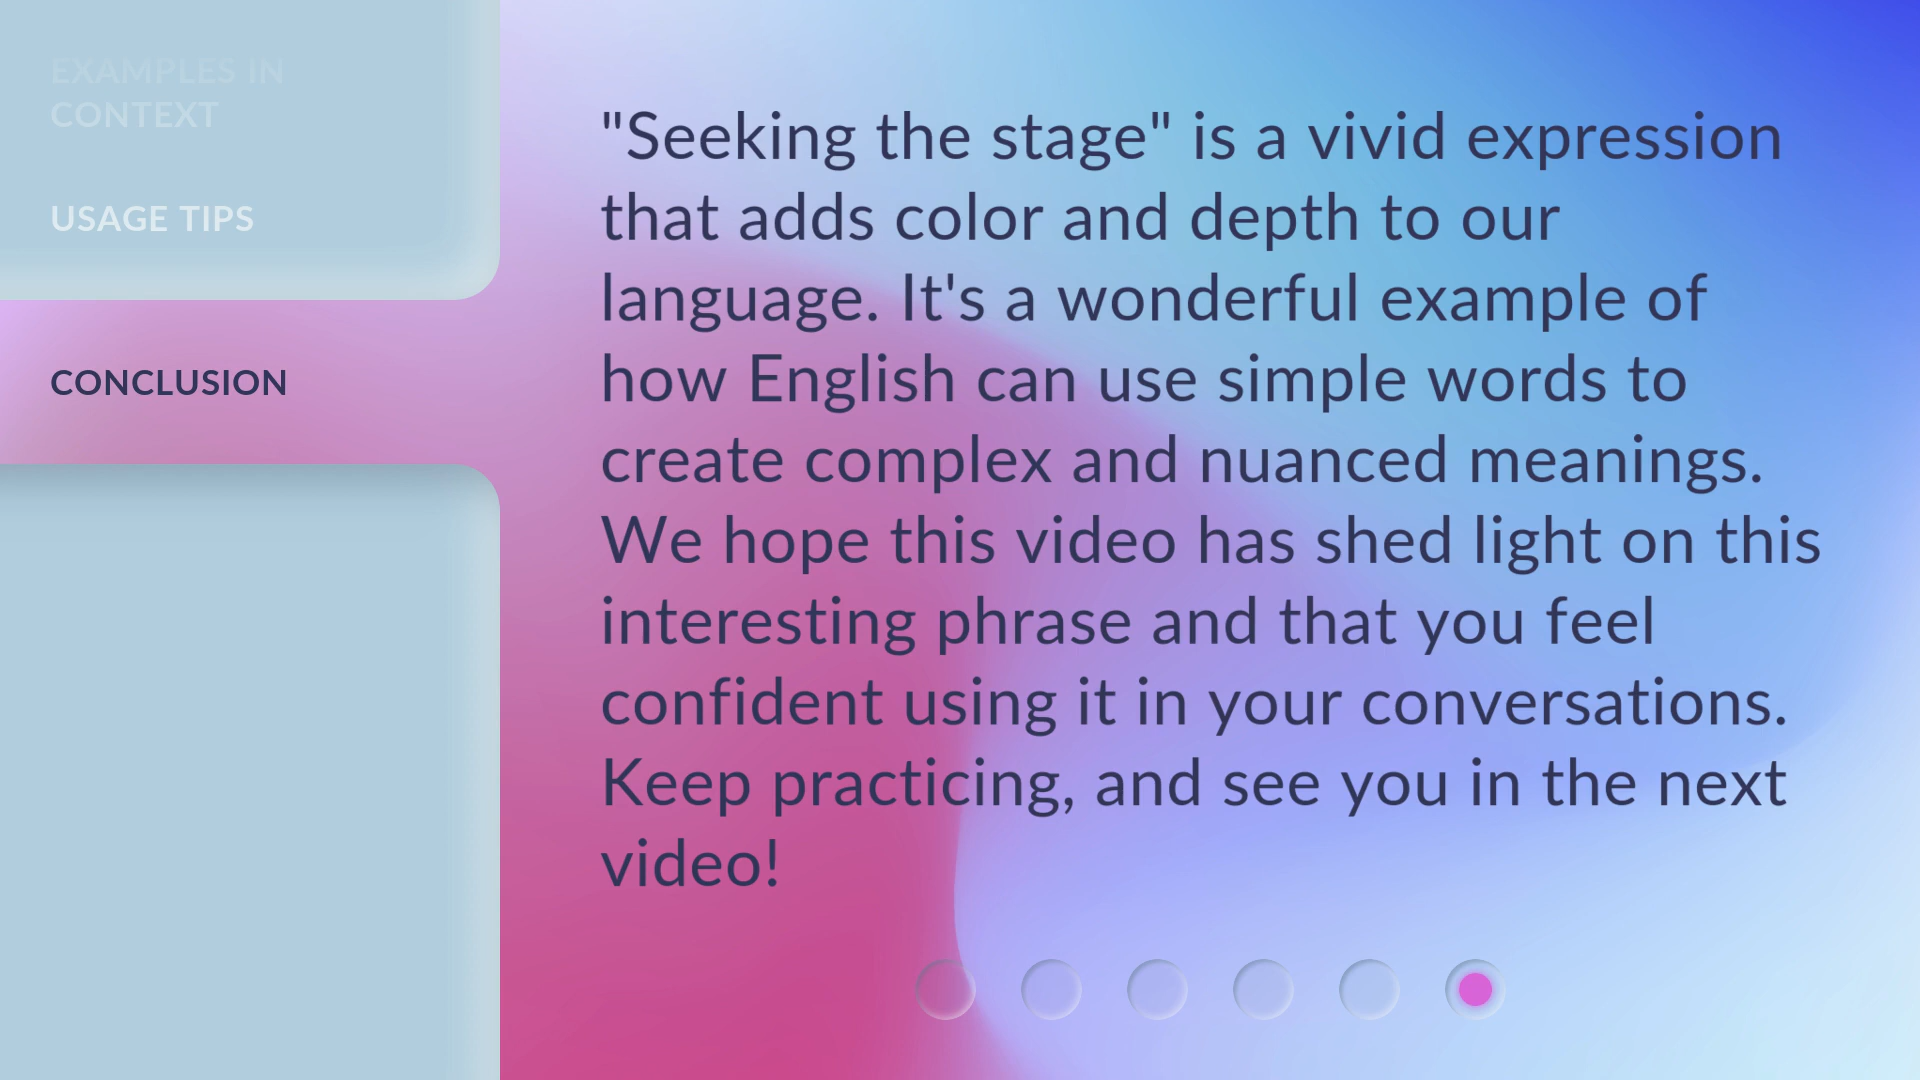 EXAMPLES IN
CONTEXT
USAGE TIPS
CONCLUSION
"Seeking the stage" is a vivid expression
that adds color and depth to our
language. It's a wonderful example of
how English can use simple words to
create complex and nuanced meanings.
We hope this video has shed light on this
interesting phrase and that you feel
confident using it in your conversations.
Keep practicing, and see you in the next
video!